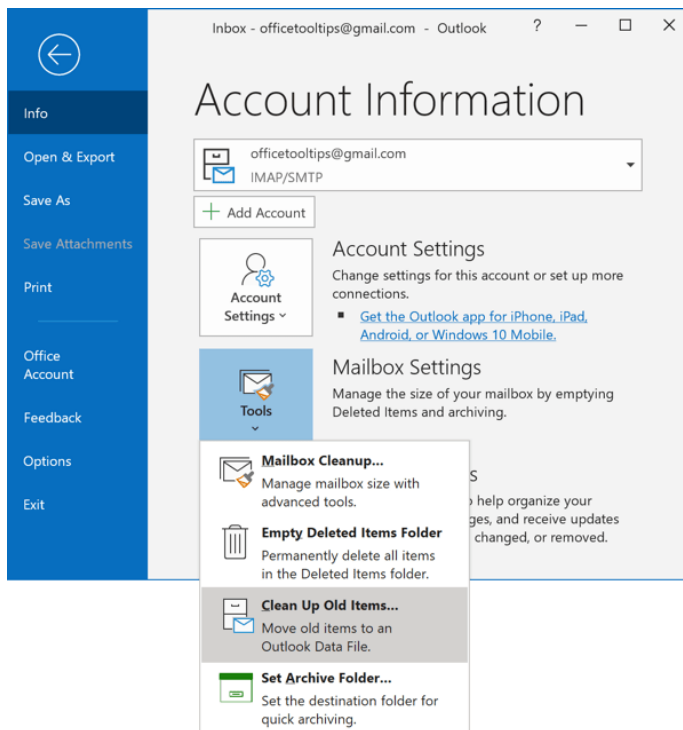 Inbox - officetooltips@gmail.com - Outlook ?
Info
Open & Export
Save As
Save Attachments
Print
Office
Account
Feedback
Options
Exit
Account Information
officetooltips@gmail.com
IMAP/SMTP
Add Account
Account
Settings
Account Settings
Change settings for this account or set up more
connections.
Get the Outlook app for iPhone, iPad,
Android, or Windows 10 Mobile.
Tools
Mailbox Settings
Manage the size of your mailbox by emptying
Deleted Items and archiving.
s
help organize your
ges, and receive updates
changed, or removed.
Mailbox Cleanup...
Manage mailbox size with
advanced tools.
Empty Deleted Items Folder
Permanently delete all items
in the Deleted Items folder.
Clean Up Old Items...
Move old items to an
Outlook Data File.
Set Archive Folder...
Set the destination folder for
quick archiving.